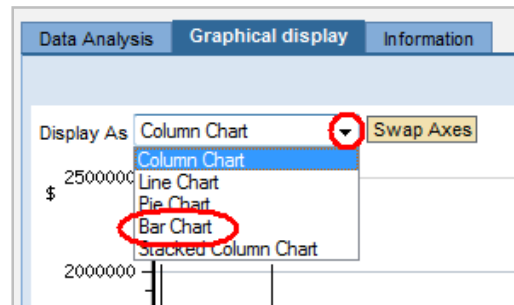 Data Analysis Graphical display Information
Display As Column Chart Swap Axes
Column Chart
$ 2500000 Line Chart
Pie Chart
Bar Chart
Stacked Column Chart
2000000